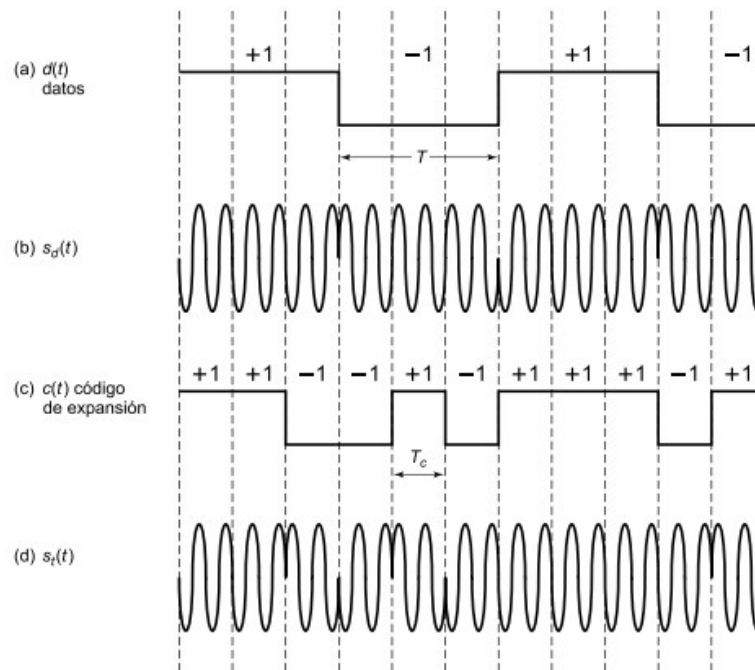 +1 −1 +1 −1
(a) d(t)
datos
T
(b) s_d(t)
+1 +1 −1 −1 +1 −1 +1 +1 +1 −1 +1
(c) c(t) código
de expansión
T_c
(d) s_t(t)